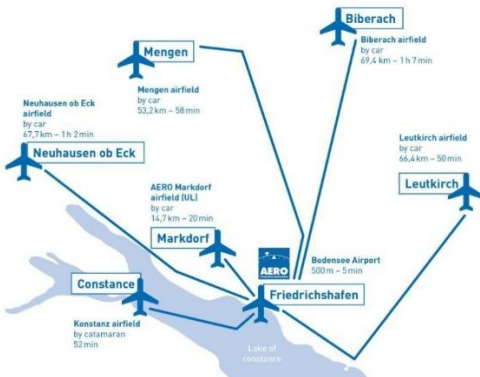 Biberach
Biberach airfield
by car
69,4 km – 1 h 7 min
Mengen
Mengen airfield
by car
53,2 km – 58 min
Neuhausen ob Eck
airfield
by car
67,7 km – 1 h 2 min
Neuhausen ob Eck
Leutkirch airfield
by car
66,4 km – 50 min
Leutkirch
AERO Markdorf
airfield (UL)
by car
14,7 km – 20 min
Markdorf
AERO
Bodensee Airport
500 m – 5 min
Constance
Friedrichshafen
Konstanz airfield
by catamaran
52 min
Lake of
constance